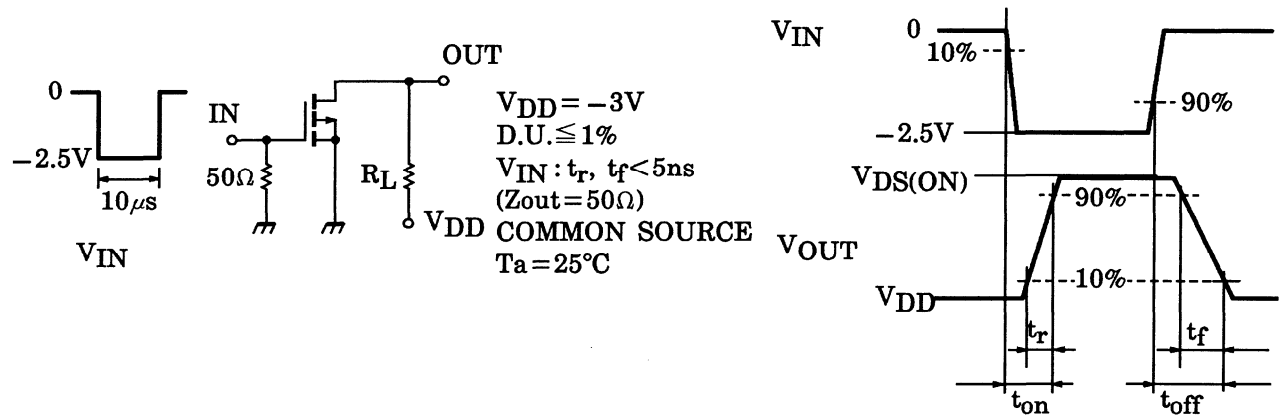 0
−2.5V
10μs
VIN
IN
50Ω
OUT
RL
VDD
VDD = −3V
D.U.≦1%
VIN : tr, tf<5ns
(Zout=50Ω)
COMMON SOURCE
Ta=25°C
VIN
0
10%
90%
−2.5V
VDS(ON)
90%
VOUT
10%
VDD
tr
tf
ton
toff